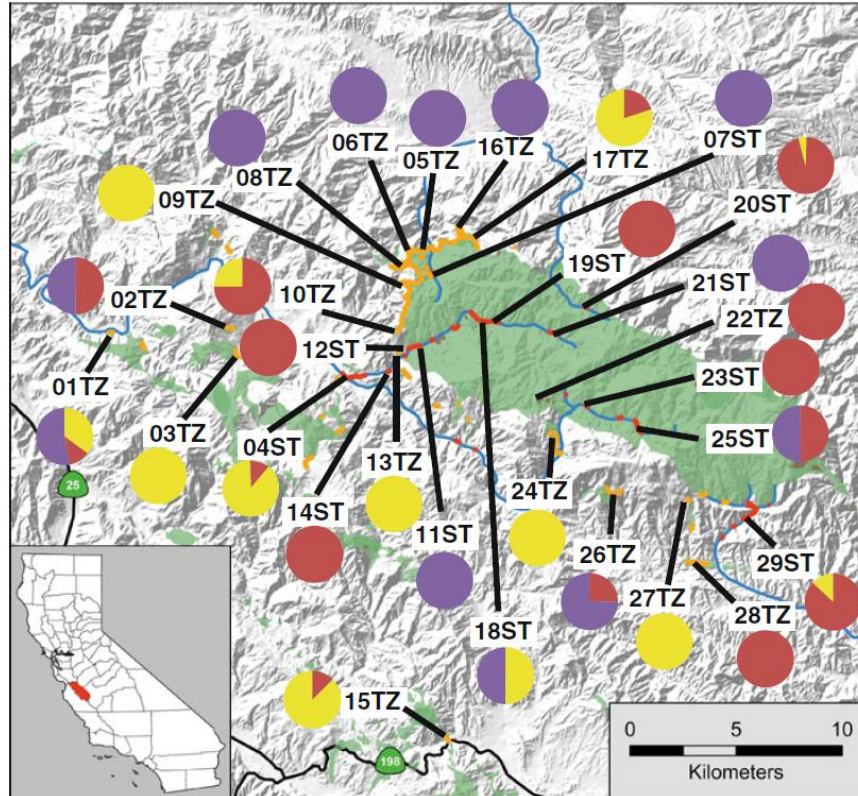 06TZ
05TZ
16TZ
17TZ
07ST
08TZ
09TZ
20ST
19ST
02TZ
10TZ
21ST
22TZ
12ST
01TZ
23ST
03TZ
04ST
25ST
25
13TZ
24TZ
14ST
11ST
26TZ
29ST
27TZ
28TZ
18ST
15TZ
198
0 5 10
Kilometers